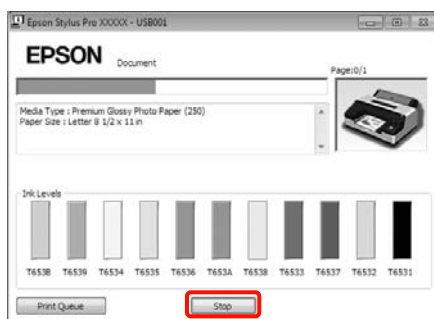 Epson Stylus Pro XXXXX - USB001
EPSON Document
Page:0/1
Media Type : Premium Glossy Photo Paper (250)
Paper Size : Letter 8 1/2 x 11 in
Ink Levels
T653B T6539 T6534 T6535 T6536 T653A T6538 T6533 T6537 T6532 T6531
Print Queue Stop